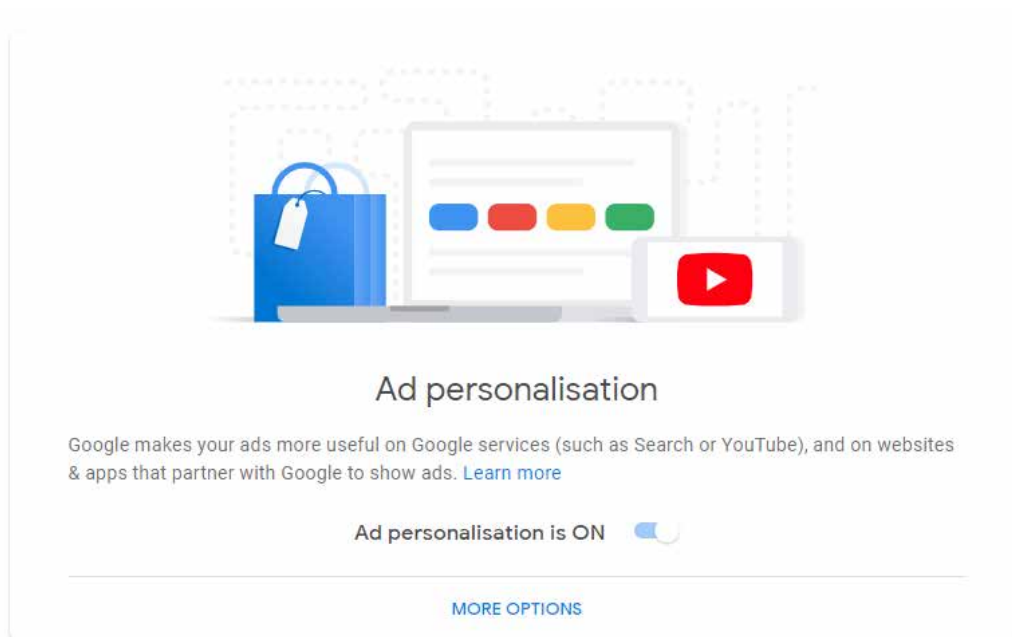 Ad personalisation
Google makes your ads more useful on Google services (such as Search or YouTube), and on websites
& apps that partner with Google to show ads. Learn more
Ad personalisation is ON
MORE OPTIONS